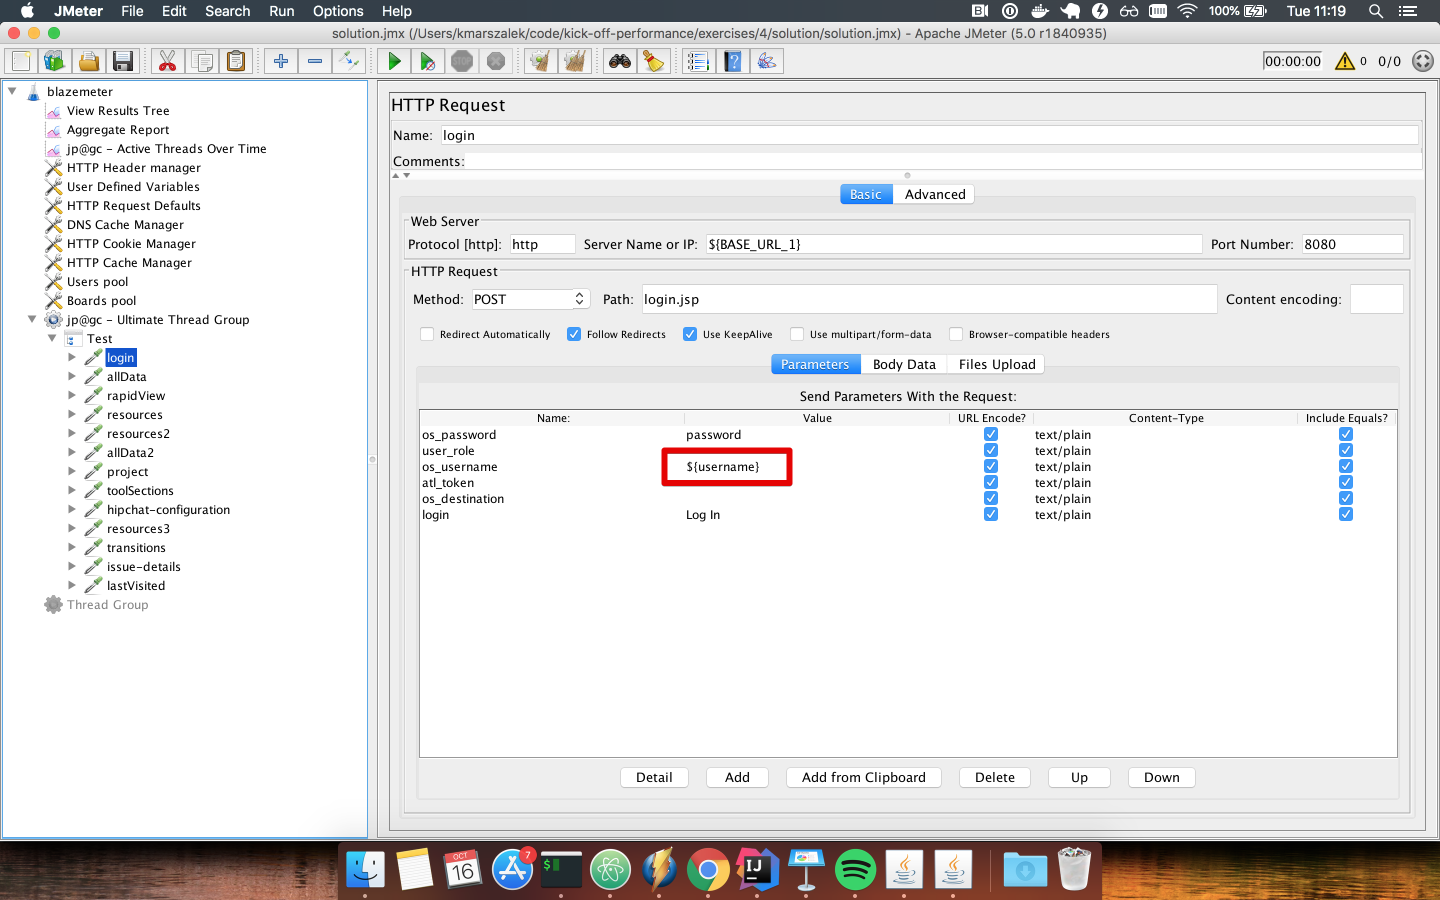 JMeter File Edit Search Run Options Help 100% Tue 11:19
solution.jmx (/Users/kmarszalek/code/kick-off-performance/exercises/4/solution/solution.jmx) - Apache JMeter (5.0 r1840935)
00:00:00 0 0/0
blazemeter
View Results Tree
Aggregate Report
jp@gc - Active Threads Over Time
HTTP Header manager
User Defined Variables
HTTP Request Defaults
DNS Cache Manager
HTTP Cookie Manager
HTTP Cache Manager
Users pool
Boards pool
jp@gc - Ultimate Thread Group
Test
login
allData
rapidView
resources
resources2
allData2
project
toolSections
hipchat-configuration
resources3
transitions
issue-details
lastVisited
Thread Group
HTTP Request
Name: login
Comments:
Basic Advanced
Web Server
Protocol [http]: http Server Name or IP: ${BASE_URL_1} Port Number: 8080
HTTP Request
Method: POST Path: login.jsp Content encoding:
Redirect Automatically Follow Redirects Use KeepAlive Use multipart/form-data Browser-compatible headers
Parameters Body Data Files Upload
Send Parameters With the Request:
Name: Value URL Encode? Content-Type Include Equals?
os_password password text/plain
user_role text/plain
os_username ${username} text/plain
atl_token text/plain
os_destination text/plain
login Log In text/plain
Detail Add Add from Clipboard Delete Up Down
OCT
16
7
$
IJ